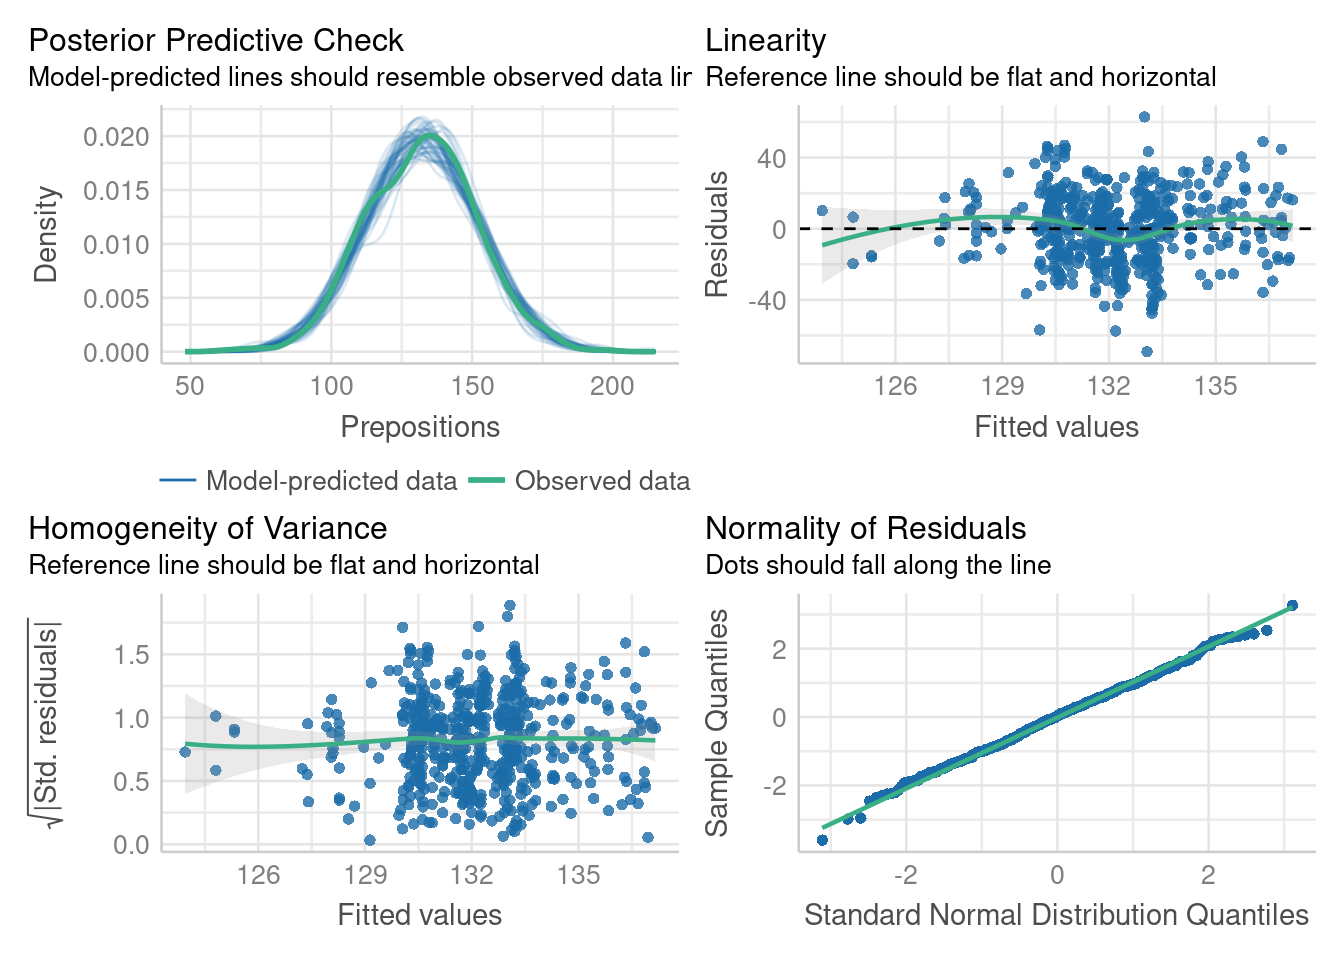 Posterior Predictive Check
Model-predicted lines should resemble observed data lin
0.020
0.015
0.010
0.005
0.000
Density
50 100 150 200
Prepositions
Model-predicted data Observed data
Linearity
Reference line should be flat and horizontal
40
0
-40
Residuals
126 129 132 135
Fitted values
Homogeneity of Variance
Reference line should be flat and horizontal
1.5
1.0
0.5
0.0
√|Std. residuals|
126 129 132 135
Fitted values
Normality of Residuals
Dots should fall along the line
2
0
-2
Sample Quantiles
-2 0 2
Standard Normal Distribution Quantiles